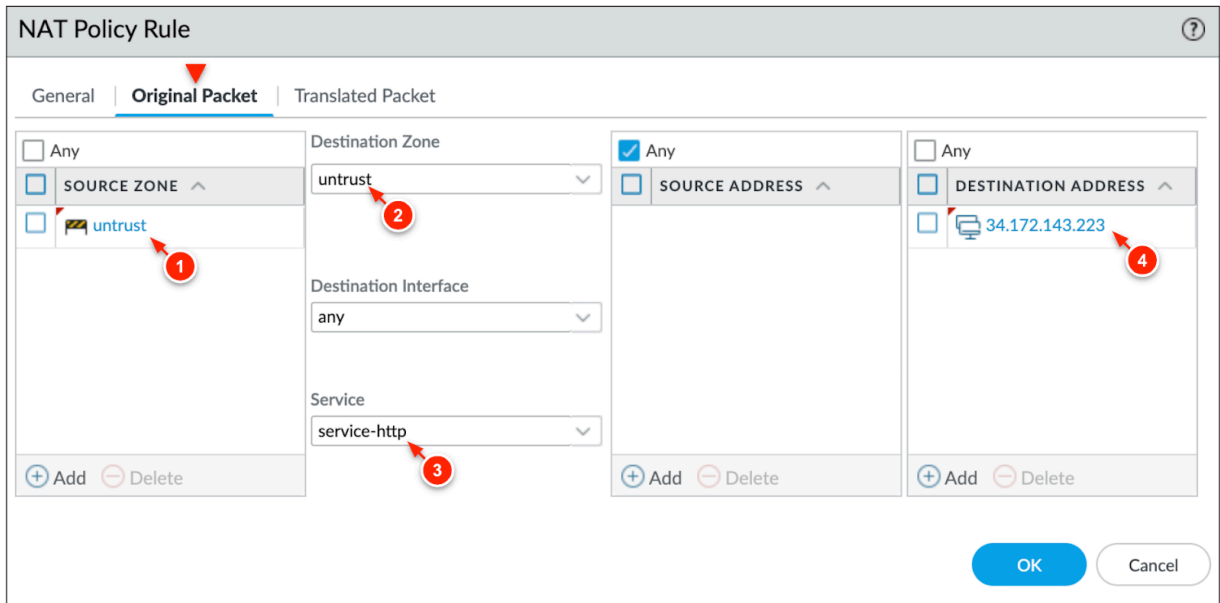 NAT Policy Rule
General
Original Packet
Translated Packet
Any
SOURCE ZONE
untrust
1
Add
Delete
Destination Zone
untrust
2
Destination Interface
any
Service
service-http
3
Any
SOURCE ADDRESS
Add
Delete
Any
DESTINATION ADDRESS
34.172.143.223
4
Add
Delete
OK
Cancel